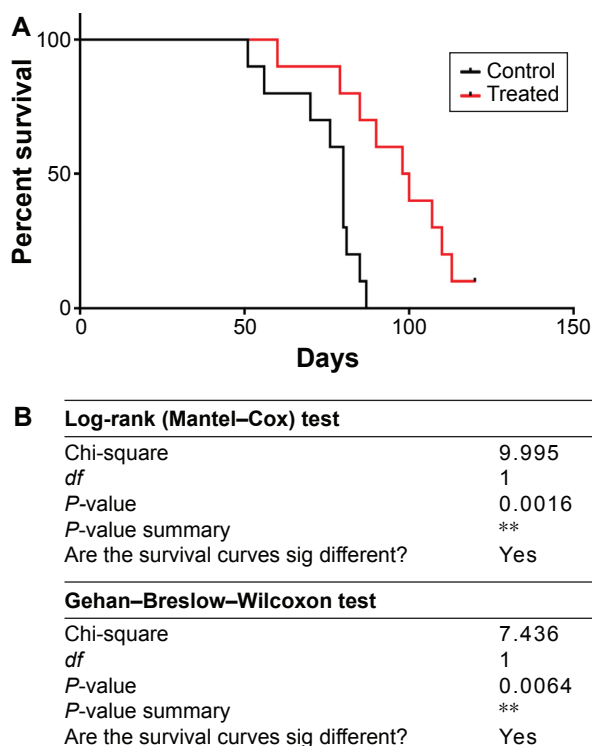 A
100
50
0
Percent survival
Control
Treated
0 50 100 150
Days
B
Log-rank (Mantel–Cox) test
Chi-square 9.995
df 1
P-value 0.0016
P-value summary **
Are the survival curves sig different? Yes
Gehan–Breslow–Wilcoxon test
Chi-square 7.436
df 1
P-value 0.0064
P-value summary **
Are the survival curves sig different? Yes